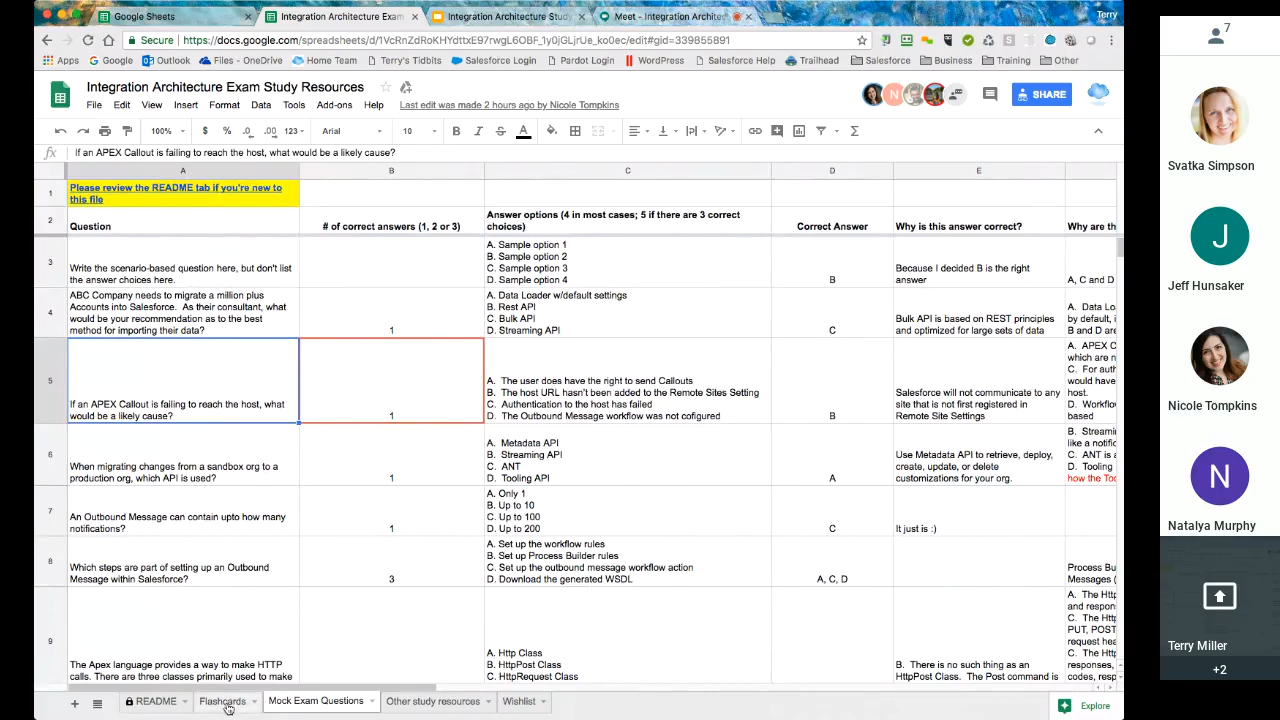 Google Sheets
Integration Architecture Exam
Integration Architecture Study
Meet - Integration Architect
Terry
Secure
https://docs.google.com/spreadsheets/d/1VcRnZdRoKHYdttxE97rwgL6OBF_1y0jGLjrUe_ko0ec/edit#gid=339855891
Apps
Google
Outlook
Files - OneDrive
Home Team
Terry's Tidbits
Salesforce Login
Pardot Login
WordPress
Salesforce Help
Trailhead
Salesforce
Business
Training
Other
Integration Architecture Exam Study Resources
File Edit View Insert Format Data Tools Add-ons Help
Last edit was made 2 hours ago by Nicole Tompkins
N
SHARE
100%
$ % .0 .00 123
Arial
10
B I S A
fx
If an APEX Callout is failing to reach the host, what would be a likely cause?
A B C D E
1
Please review the README tab if you're new to
this file
2
Question
# of correct answers (1, 2 or 3)
Answer options (4 in most cases; 5 if there are 3 correct
choices)
Correct Answer
Why is this answer correct?
Why are th
3
Write the scenario-based question here, but don't list
the answer choices here.
A. Sample option 1
B. Sample option 2
C. Sample option 3
D. Sample option 4
B
Because I decided B is the right
answer
A, C and D
4
ABC Company needs to migrate a million plus
Accounts into Salesforce. As their consultant, what
would be your recommendation as to the best
method for importing their data?
1
A. Data Loader w/default settings
B. Rest API
C. Bulk API
D. Streaming API
C
Bulk API is based on REST principles
and optimized for large sets of data
A. Data Loa
by default, i
B and D are
5
If an APEX Callout is failing to reach the host, what
would be a likely cause?
1
A. The user does have the right to send Callouts
B. The host URL hasn't been added to the Remote Sites Setting
C. Authentication to the host has failed
D. The Outbound Message workflow was not cofigured
B
Salesforce will not communicate to any
site that is not first registered in
Remote Site Settings
A. APEX C
which are n
C. For auth
would have
host.
D. Workflow
based
6
When migrating changes from a sandbox org to a
production org, which API is used?
1
A. Metadata API
B. Streaming API
C. ANT
D. Tooling API
A
Use Metadata API to retrieve, deploy,
create, update, or delete
customizations for your org.
B. Streamin
like a notific
C. ANT is a
D. Tooling
how the Too
7
An Outbound Message can contain upto how many
notifications?
1
A. Only 1
B. Up to 10
C. Up to 100
D. Up to 200
C
It just is :)
8
Which steps are part of setting up an Outbound
Message within Salesforce?
3
A. Set up the workflow rules
B. Set up Process Builder rules
C. Set up the outbound message workflow action
D. Download the generated WSDL
A, C, D
Process Bui
Messages (
9
The Apex language provides a way to make HTTP
calls. There are three classes primarily used to make
A. Http Class
B. HttpPost Class
C. HttpRequest Class
B. There is no such thing as an
HttpPost Class. The Post command is
A. The Http
and respon
C. The Http
PUT, POST
request hea
C. The Http
responses,
codes, resp
README
Flashcards
Mock Exam Questions
Other study resources
Wishlist
Explore
7
Svatka Simpson
J
Jeff Hunsaker
Nicole Tompkins
N
Natalya Murphy
Terry Miller
+2